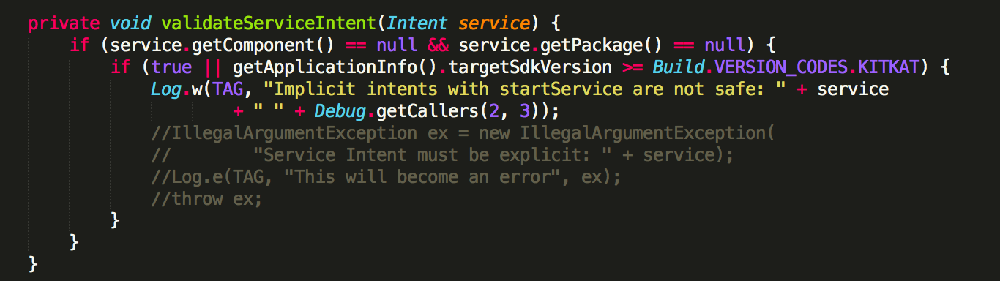 private void validateServiceIntent(Intent service) {
    if (service.getComponent() == null && service.getPackage() == null) {
        if (true || getApplicationInfo().targetSdkVersion >= Build.VERSION_CODES.KITKAT) {
            Log.w(TAG, "Implicit intents with startService are not safe: " + service
                    + " " + Debug.getCallers(2, 3));
            //IllegalArgumentException ex = new IllegalArgumentException(
            //        "Service Intent must be explicit: " + service);
            //Log.e(TAG, "This will become an error", ex);
            //throw ex;
        }
    }
}